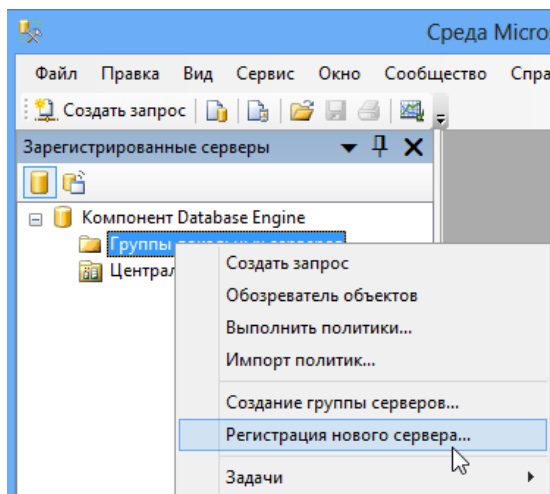 Среда Micro
Файл Правка Вид Сервис Окно Сообщество Спра
Создать запрос
Зарегистрированные серверы
Компонент Database Engine
Группы
Централ
Создать запрос
Обозреватель объектов
Выполнить политики...
Импорт политик...
Создание группы серверов...
Регистрация нового сервера...
Задачи